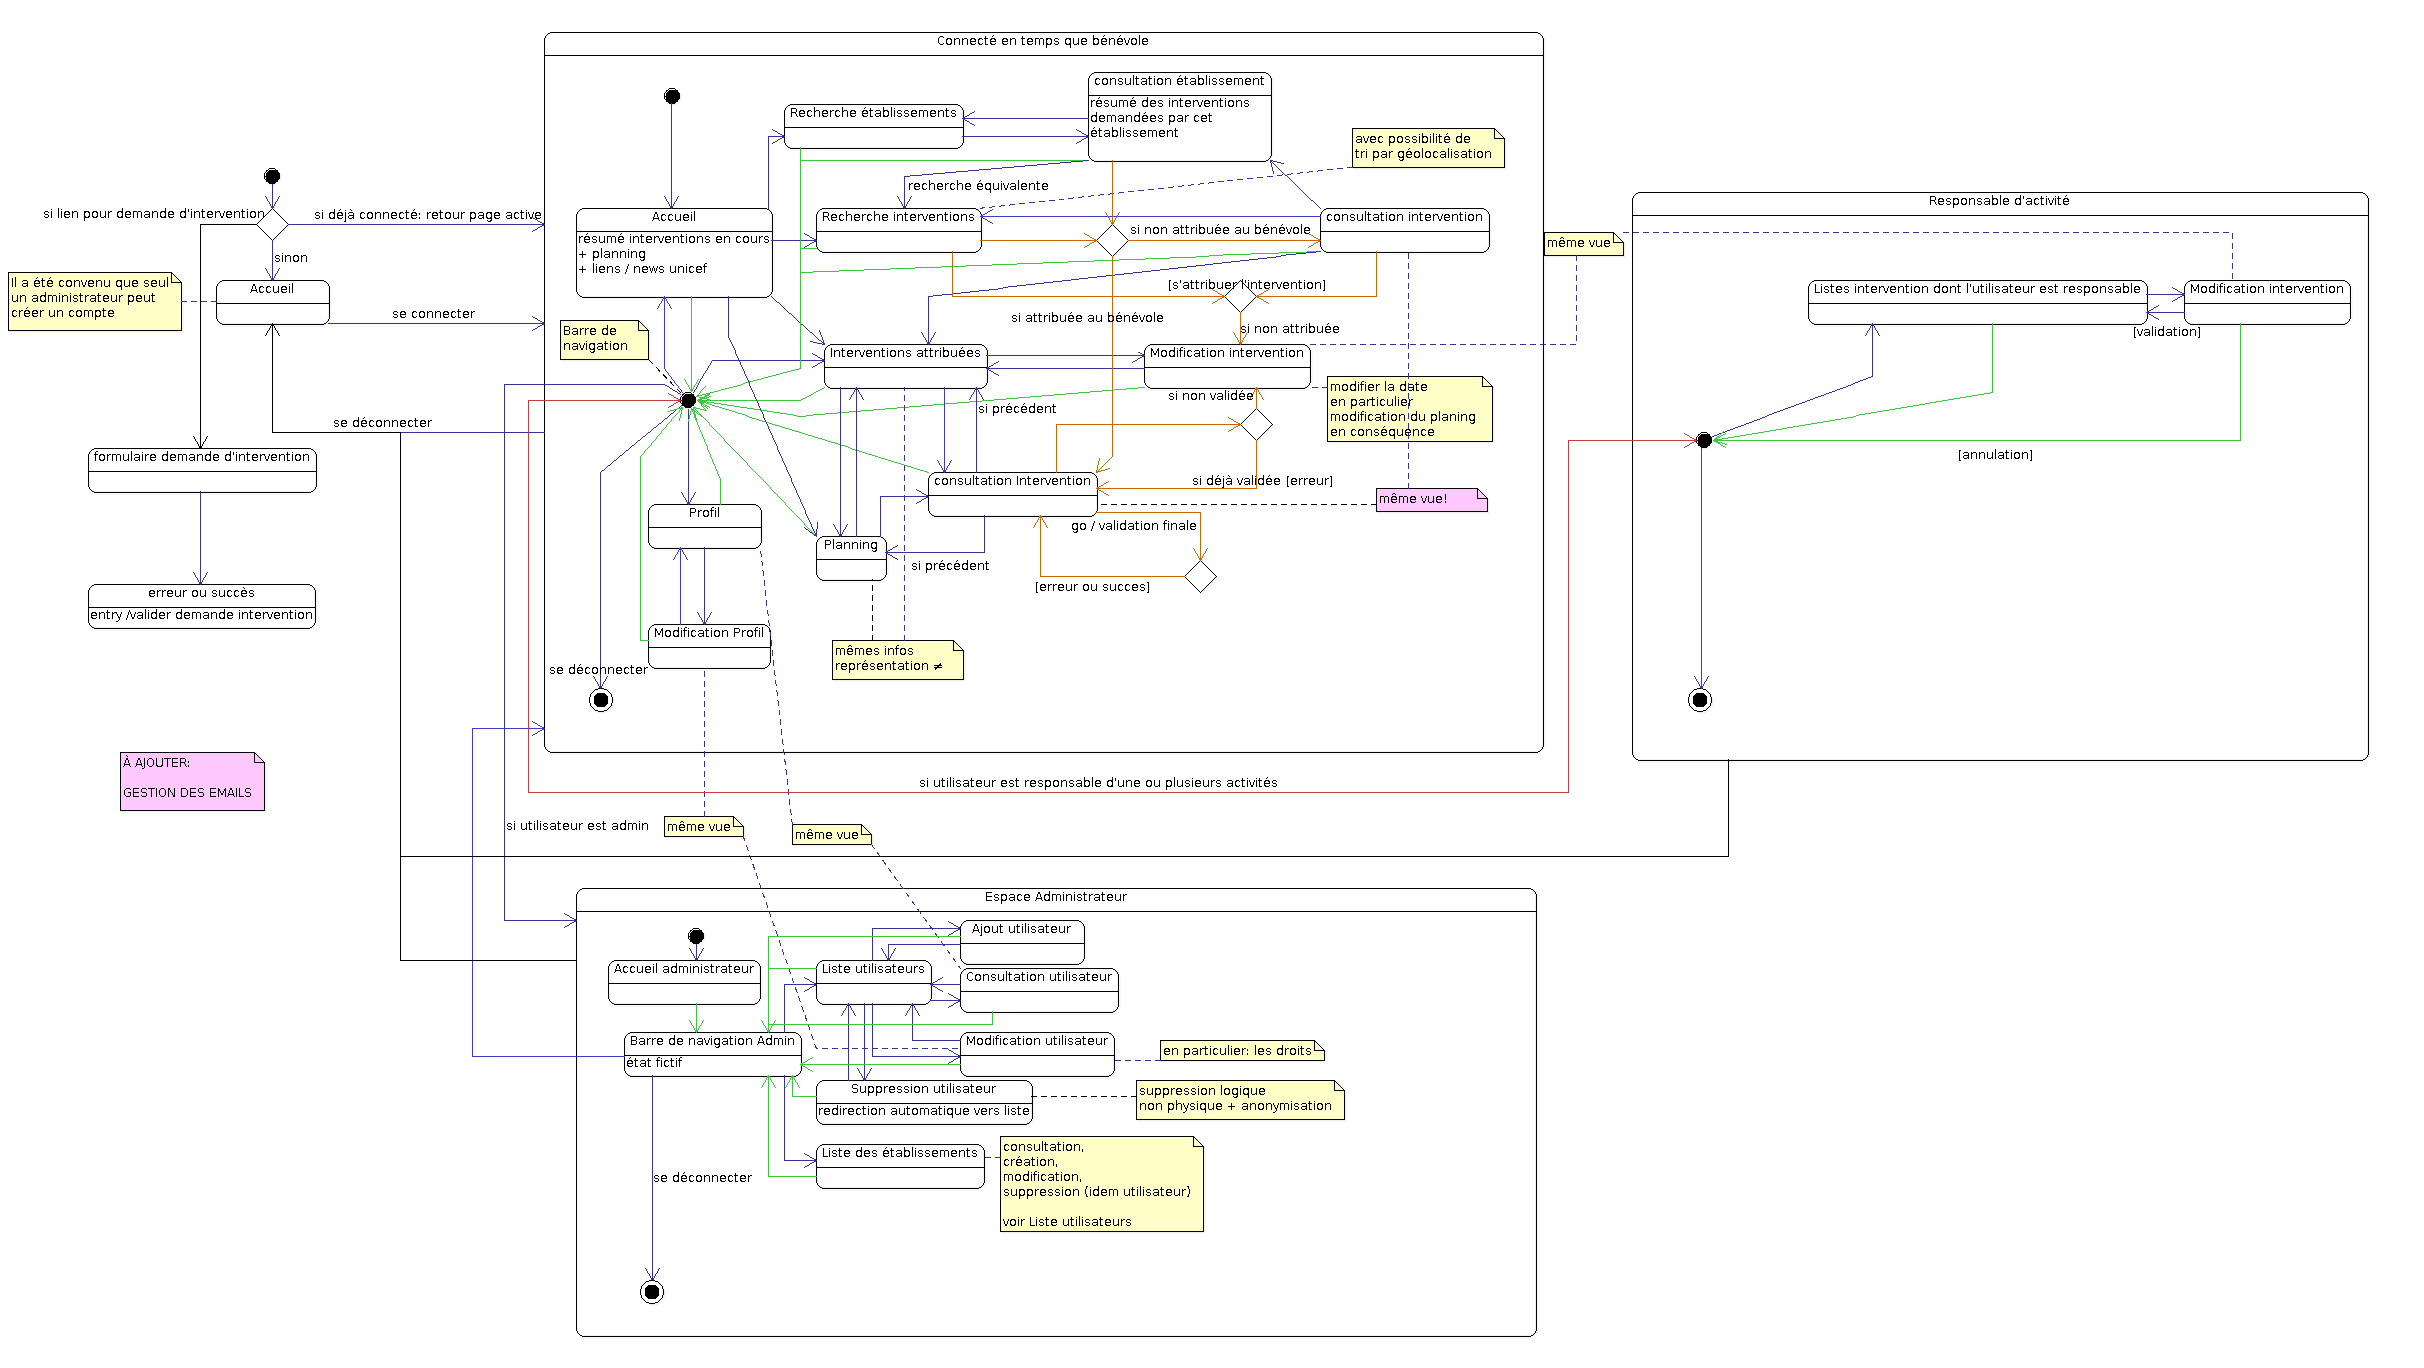 Connecté en temps que bénévole
consultation établissement
résumé des interventions
demandées par cet
établissement
Recherche établissements
avec possibilité de
tri par géolocalisation
recherche équivalente
Accueil
résumé interventions en cours
+ planning
+ liens / news unicef
Recherche interventions
consultation intervention
si non attribuée au bénévole
[s'attribuer l'intervention]
si attribuée au bénévole
si non attribuée
Barre de
navigation
Interventions attribuées
Modification intervention
modifier la date
en particulier
modification du planing
en conséquence
si non validée
si précédent
consultation Intervention
si déjà validée [erreur]
même vue!
go / validation finale
Profil
Planning
si précédent
[erreur ou succes]
Modification Profil
mêmes infos
représentation ≠
se déconnecter
si lien pour demande d'intervention
si déjà connecté: retour page active
sinon
Il a été convenu que seul
un administrateur peut
créer un compte
Accueil
se connecter
se déconnecter
formulaire demande d'intervention
erreur ou succès
entry /valider demande intervention
À AJOUTER:
GESTION DES EMAILS
même vue
Responsable d'activité
Listes intervention dont l'utilisateur est responsable
Modification intervention
[validation]
[annulation]
si utilisateur est responsable d'une ou plusieurs activités
si utilisateur est admin
même vue
même vue
Espace Administrateur
Ajout utilisateur
Accueil administrateur
Liste utilisateurs
Consultation utilisateur
Barre de navigation Admin
état fictif
Modification utilisateur
en particulier: les droits
Suppression utilisateur
redirection automatique vers liste
suppression logique
non physique + anonymisation
Liste des établissements
consultation,
création,
modification,
suppression (idem utilisateur)
voir Liste utilisateurs
se déconnecter